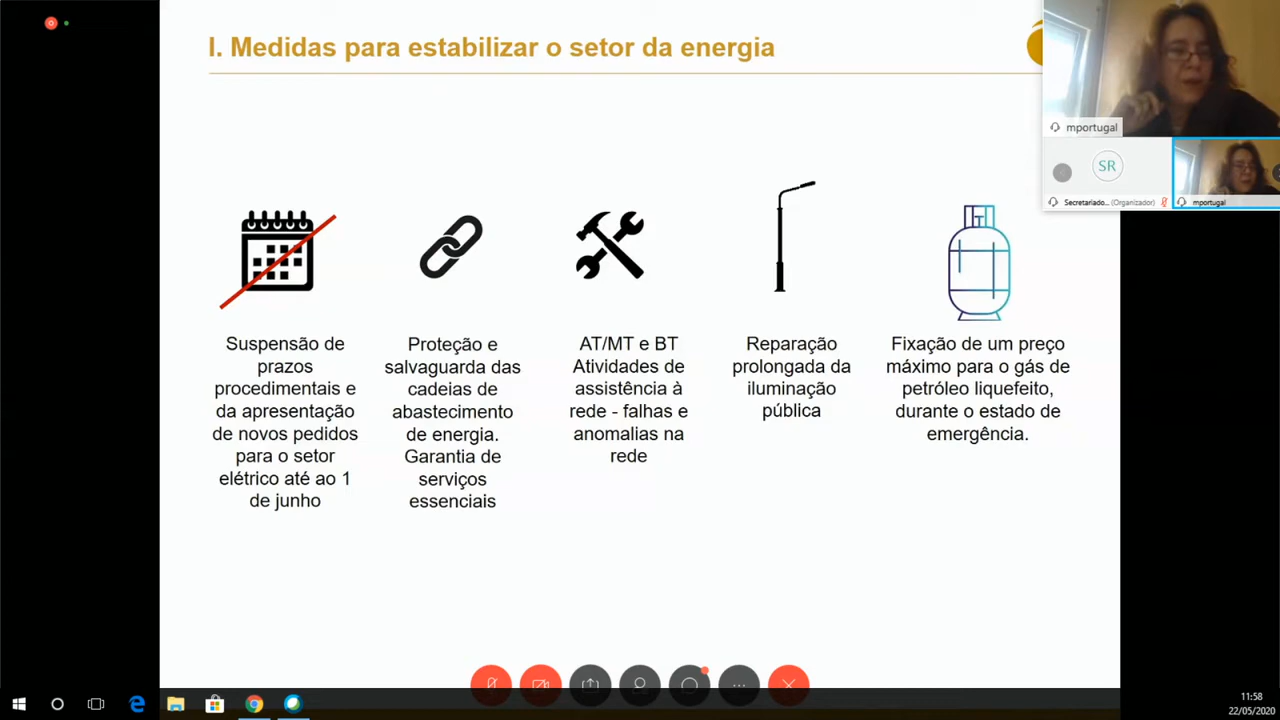 I. Medidas para estabilizar o setor da energia
mportugal
SR
Secretariado... (Organizador)
mportugal
Suspensão de
prazos
procedimentais e
da apresentação
de novos pedidos
para o setor
elétrico até ao 1
de junho
Proteção e
salvaguarda das
cadeias de
abastecimento
de energia.
Garantia de
serviços
essenciais
AT/MT e BT
Atividades de
assistência à
rede - falhas e
anomalias na
rede
Reparação
prolongada da
iluminação
pública
Fixação de um preço
máximo para o gás de
petróleo liquefeito,
durante o estado de
emergência.
11:58
22/05/2020